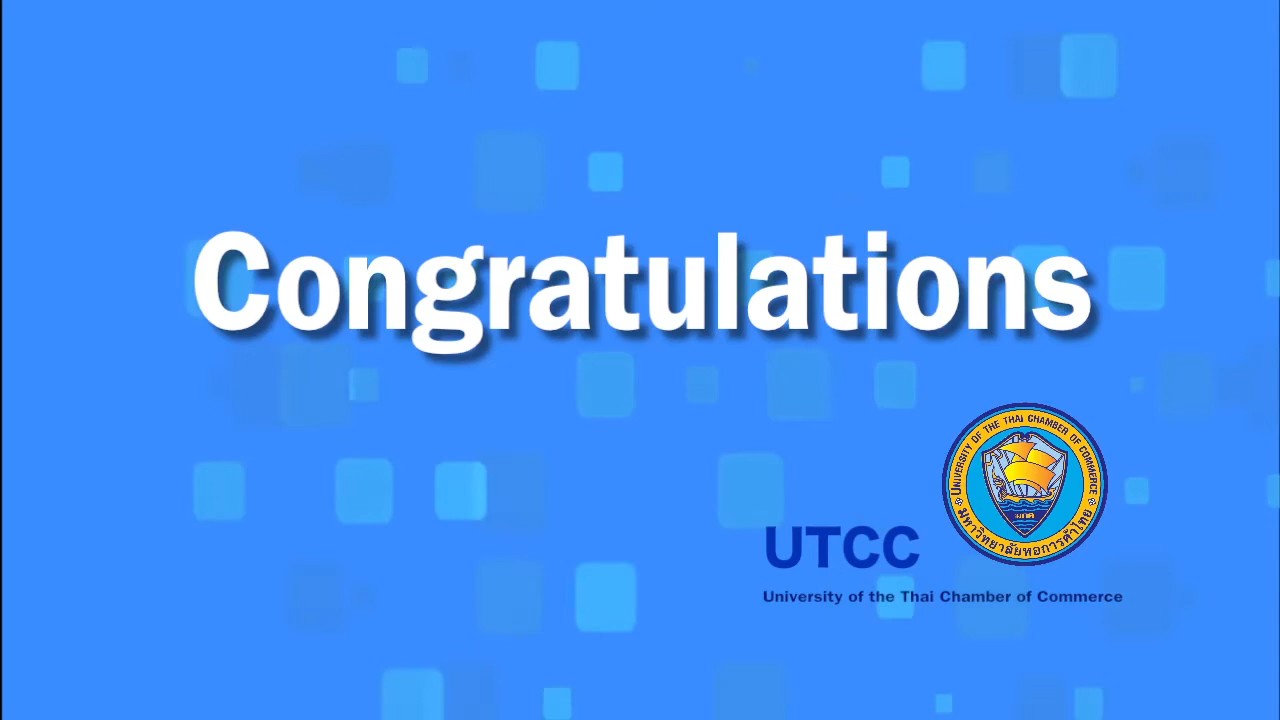 Congratulations
UNIVERSITY OF THE THAI CHAMBER OF COMMERCE
มหาวิทยาลัยหอการค้าไทย
UTCC
University of the Thai Chamber of Commerce